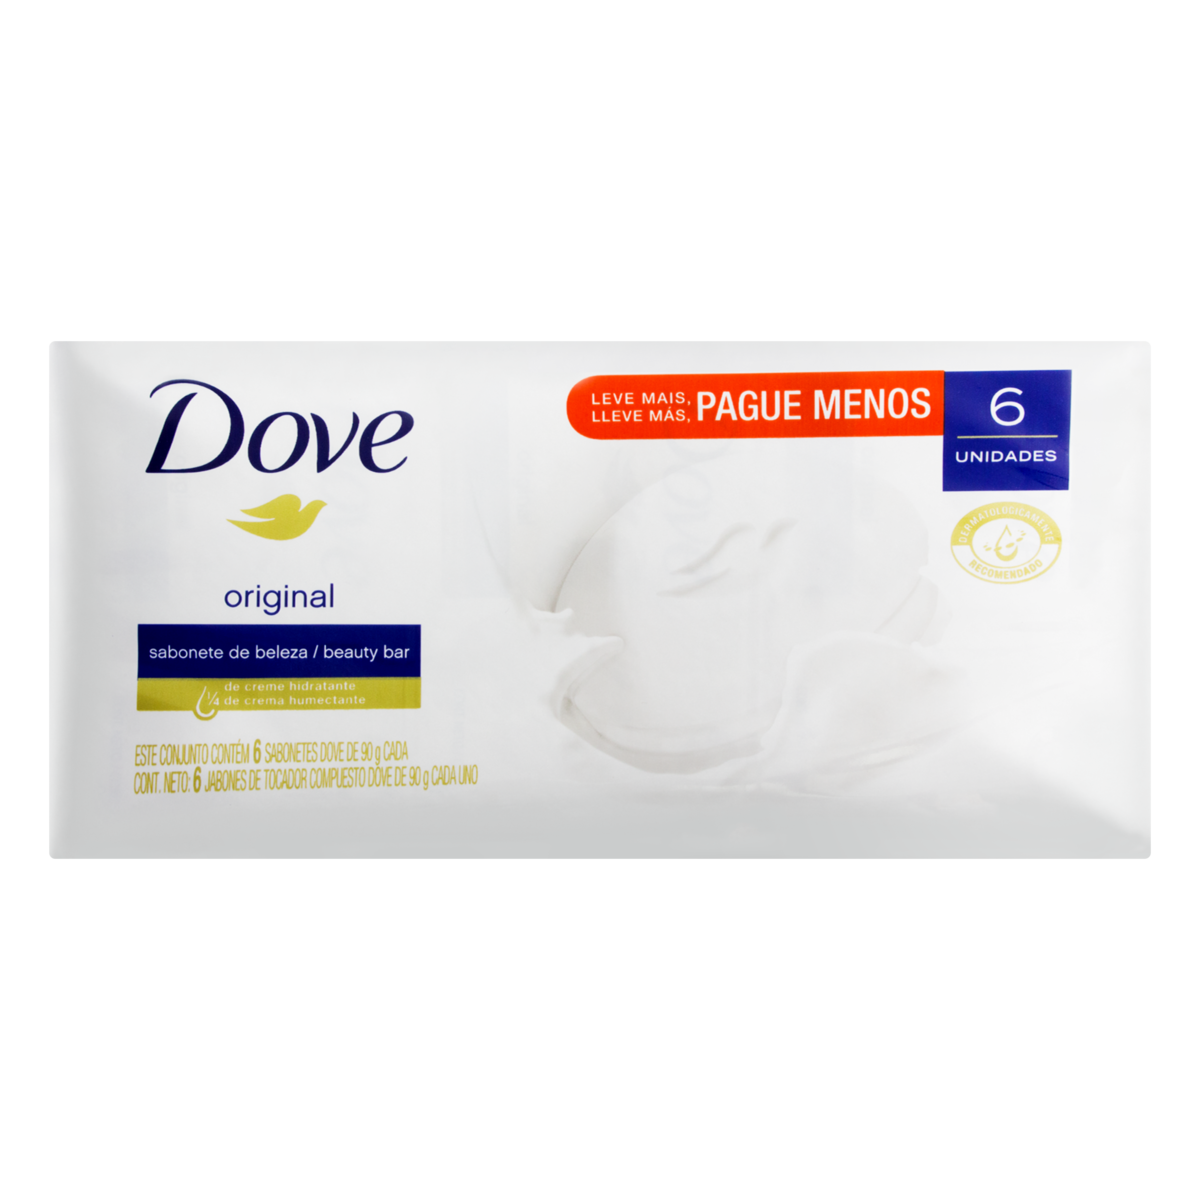 Dove
original
sabonete de beleza / beauty bar
1/4 de creme hidratante
de crema humectante
ESTE CONJUNTO CONTÉM 6 SABONETES DOVE DE 90 g CADA
CONT. NETO: 6 JABONES DE TOCADOR COMPUESTO DOVE DE 90 g CADA UNO
LEVE MAIS,
LLEVE MÁS, PAGUE MENOS
6
UNIDADES
DERMATOLOGICAMENTE
RECOMENDADO